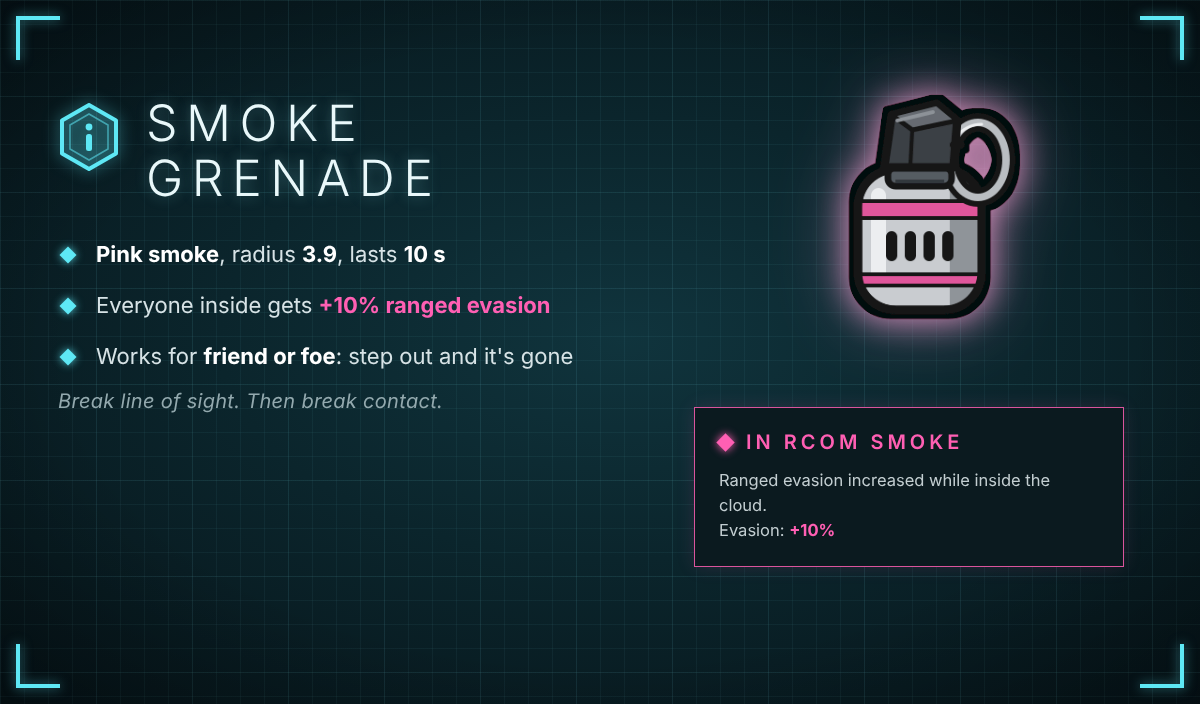 SMOKE
GRENADE
Pink smoke, radius 3.9, lasts 10 s
Everyone inside gets +10% ranged evasion
Works for friend or foe: step out and it's gone
Break line of sight. Then break contact.
IN RCOM SMOKE
Ranged evasion increased while inside the
cloud.
Evasion: +10%